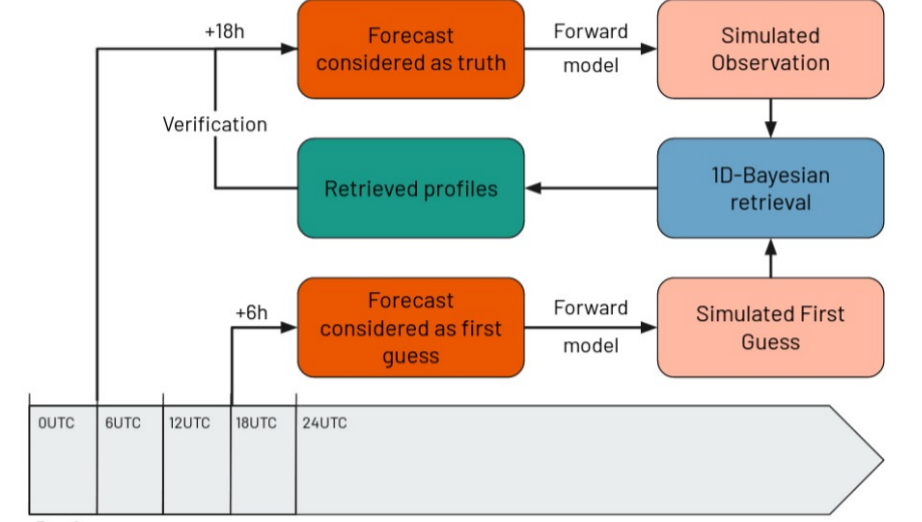 +18h
Forecast
considered as truth
Forward
model
Simulated
Observation
Verification
Retrieved profiles
1D-Bayesian
retrieval
+6h
Forecast
considered as first
guess
Forward
model
Simulated First
Guess
0UTC
6UTC
12UTC
18UTC
24UTC